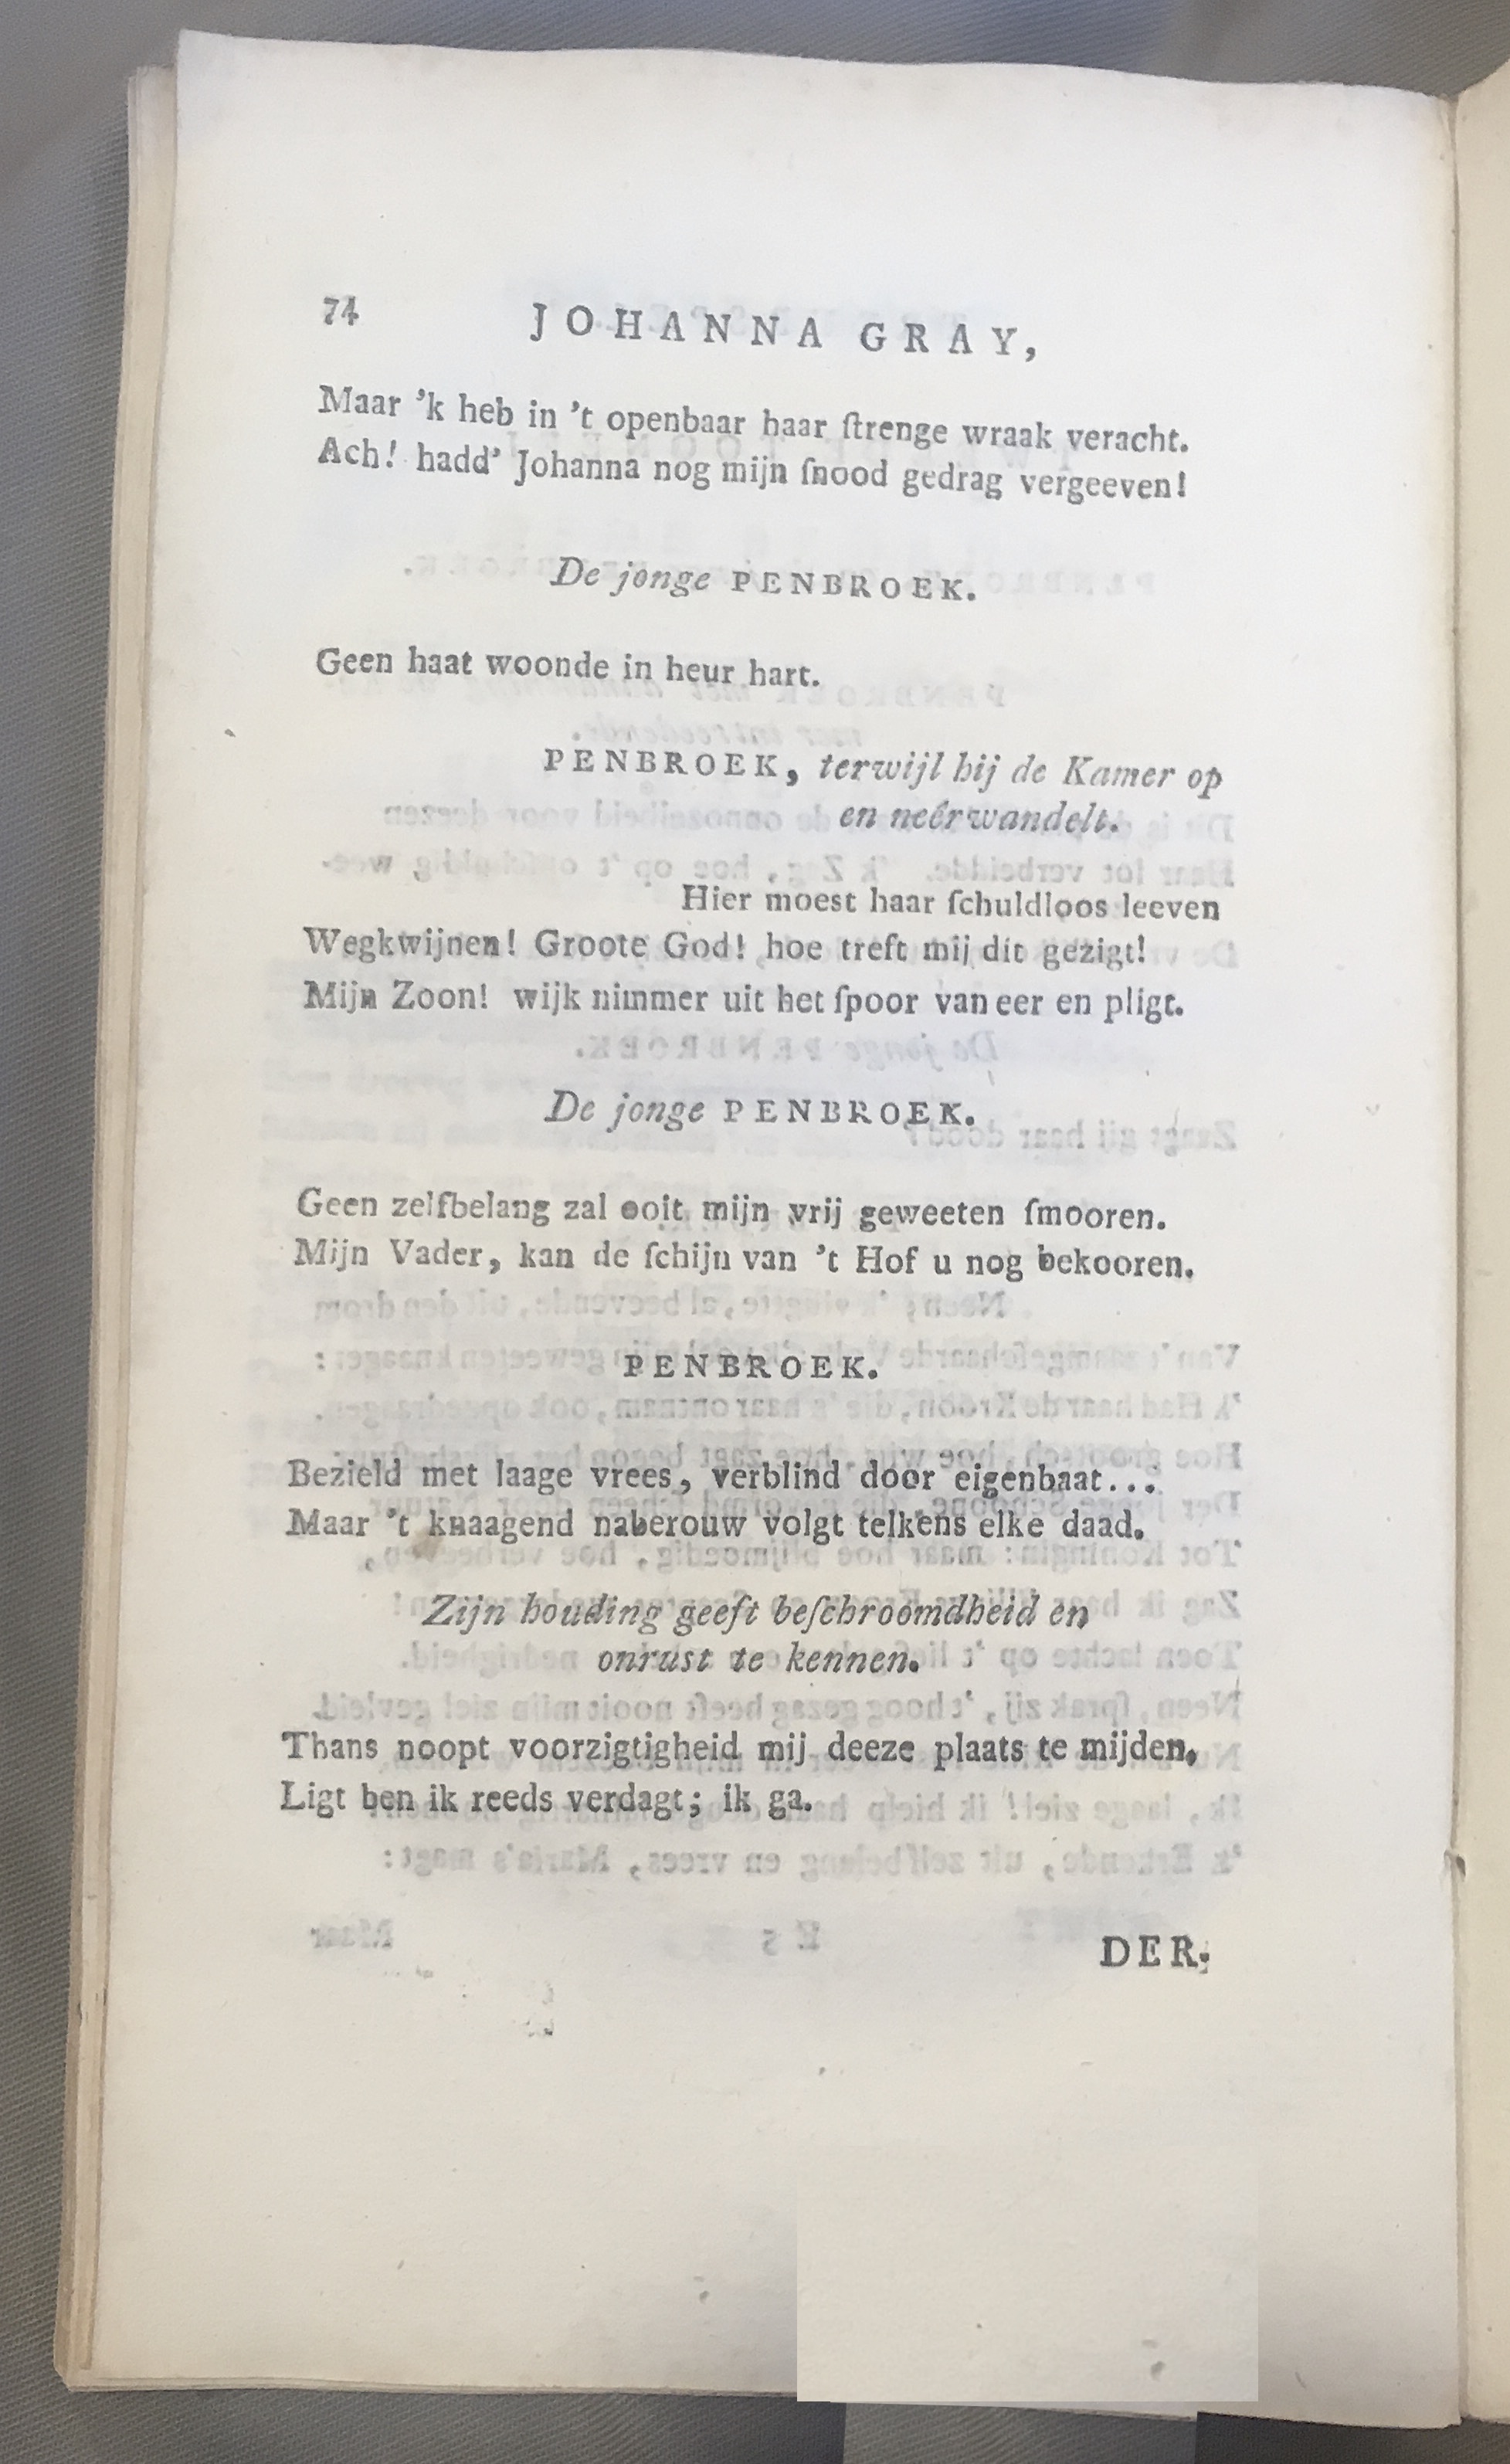 74 JOHANNA GRAY,
Maar 'k heb in 't openbaar haar ſtrenge wraak veracht.
Ach! hadd' Johanna nog mijn ſnood gedrag vergeeven!
De jonge PENBROEK.
Geen haat woonde in heur hart.
PENBROEK, terwijl hij de Kamer op
en neêrwandelt.
Hier moest haar ſchuldloos leeven
Wegkwijnen! Groote God! hoe treft mij dit gezigt!
Mijn Zoon! wijk nimmer uit het ſpoor van eer en pligt.
De jonge PENBROEK.
Geen zelfbelang zal ooit mijn vrij geweeten ſmooren.
Mijn Vader, kan de ſchijn van 't Hof u nog bekooren.
PENBROEK.
Bezield met laage vrees, verblind door eigenbaat...
Maar 't knaagend naberouw volgt telkens elke daad.
Zijn houding geeft beſchroomdheid en
onrust te kennen.
Thans noopt voorzigtigheid mij deeze plaats te mijden,
Ligt ben ik reeds verdagt; ik ga.
DER.